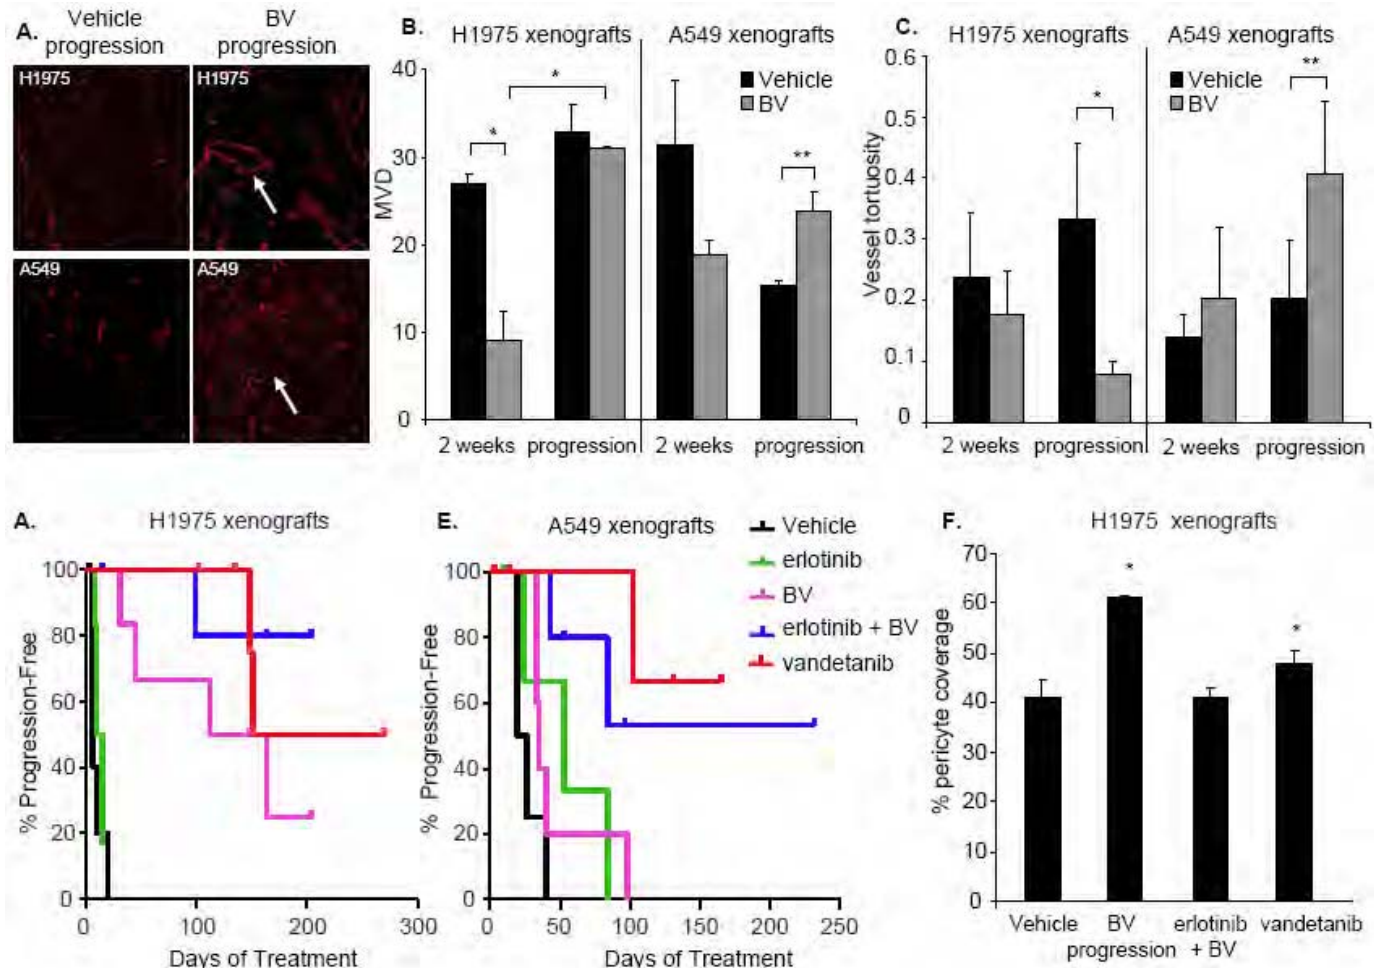 A.
Vehicle
progression
BV
progression
H1975
H1975
A549
A549
B.
H1975 xenografts
A549 xenografts
Vehicle
BV
MVD
40
30
20
10
0
*
*
**
2 weeks
progression
2 weeks
progression
C.
H1975 xenografts
A549 xenografts
Vehicle
BV
Vessel tortuosity
0.6
0.5
0.4
0.3
0.2
0.1
0
*
**
2 weeks
progression
2 weeks
progression
A.
H1975 xenografts
% Progression-Free
100
80
60
40
20
0
0
100
200
300
Days of Treatment
E.
A549 xenografts
Vehicle
erlotinib
BV
erlotinib + BV
vandetanib
% Progression-Free
100
80
60
40
20
0
0
50
100
150
200
250
Days of Treatment
F.
H1975 xenografts
% pericyte coverage
70
60
50
40
30
20
10
0
*
*
Vehicle
BV
progression
erlotinib
+ BV
vandetanib